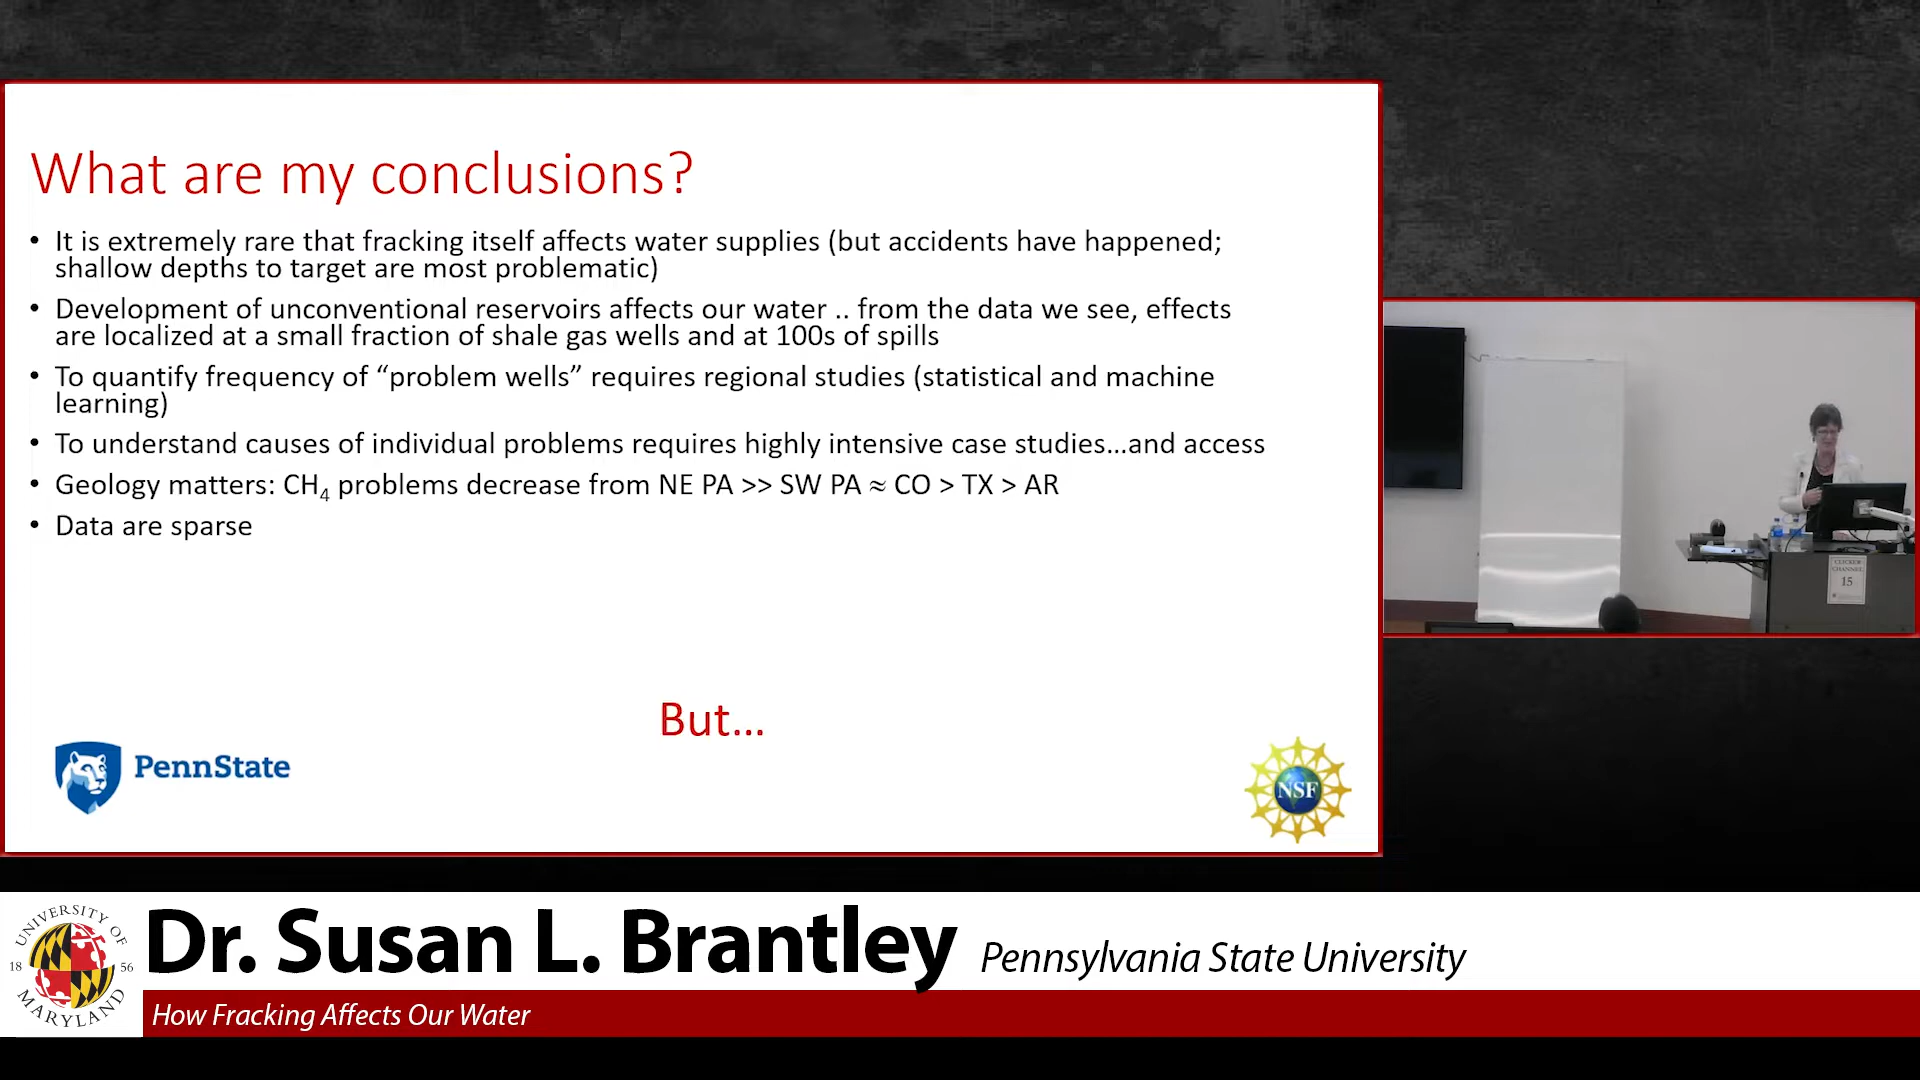 What are my conclusions?
• It is extremely rare that fracking itself affects water supplies (but accidents have happened;
shallow depths to target are most problematic)
• Development of unconventional reservoirs affects our water .. from the data we see, effects
are localized at a small fraction of shale gas wells and at 100s of spills
• To quantify frequency of “problem wells” requires regional studies (statistical and machine
learning)
• To understand causes of individual problems requires highly intensive case studies...and access
• Geology matters: CH₄ problems decrease from NE PA >> SW PA ≈ CO > TX > AR
• Data are sparse
But...
PennState
NSF
CLICKER
CHANNEL
15
UNIVERSITY OF
18 56
MARYLAND
Dr. Susan L. Brantley Pennsylvania State University
How Fracking Affects Our Water